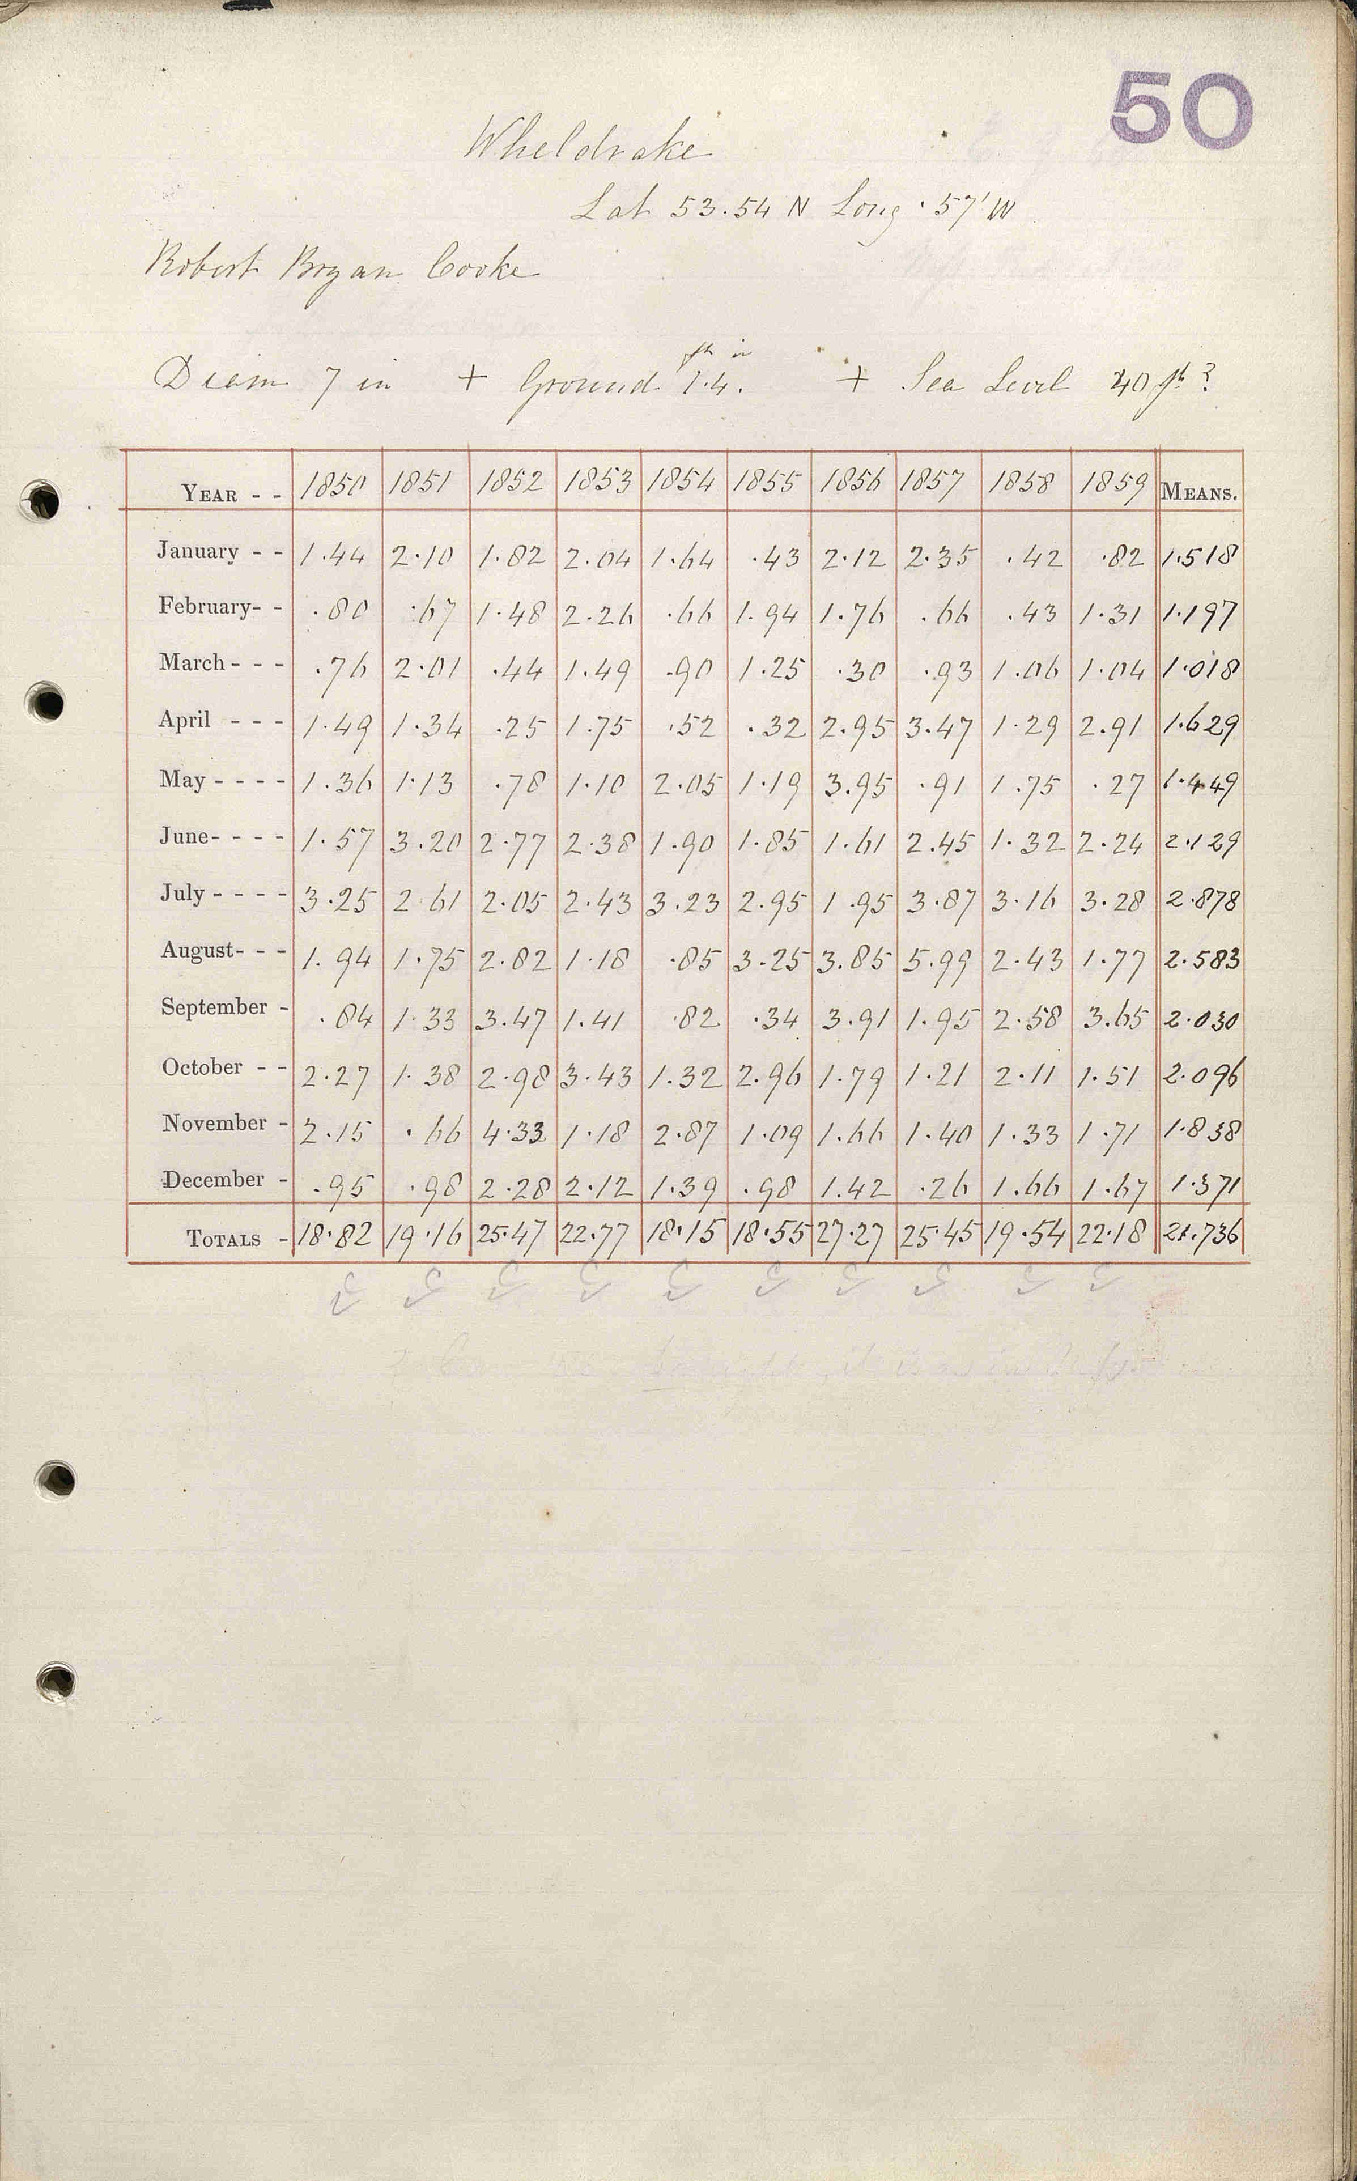 50
Wheldrake
Lat 53.54 N Long ·57' W
Robert Bryan Cooke
ft in
Diam 7 in + Ground 1.4. + Sea Level 40 ft ?
YEAR - - 1850 1851 1852 1853 1854 1855 1856 1857 1858 1859 MEANS.
January - - 1.44 2.10 1.82 2.04 1.64 .43 2.12 2.35 .42 .82 1.518
February- - .80 .67 1.48 2.26 .66 1.94 1.76 .66 .43 1.31 1.197
March - - - .76 2.01 .44 1.49 .90 1.25 .30 .93 1.06 1.04 1.018
April - - - 1.49 1.34 .25 1.75 .52 .32 2.95 3.47 1.29 2.91 1.629
May - - - - 1.36 1.13 .78 1.10 2.05 1.19 3.95 .91 1.75 .27 1.449
June- - - - 1.57 3.20 2.77 2.38 1.90 1.85 1.61 2.45 1.32 2.24 2.129
July - - - - 3.25 2.61 2.05 2.43 3.23 2.95 1.95 3.87 3.16 3.28 2.878
August- - - 1.94 1.75 2.82 1.18 .85 3.25 3.85 5.99 2.43 1.77 2.583
September - .84 1.33 3.47 1.41 .82 .34 3.91 1.95 2.58 3.65 2.030
October - - 2.27 1.38 2.98 3.43 1.32 2.96 1.79 1.21 2.11 1.51 2.096
November - 2.15 .66 4.33 1.18 2.87 1.09 1.66 1.40 1.33 1.71 1.838
December - .95 .98 2.28 2.12 1.39 .98 1.42 .26 1.66 1.67 1.371
TOTALS - 18.82 19.16 25.47 22.77 18.15 18.55 27.27 25.45 19.54 22.18 21.736